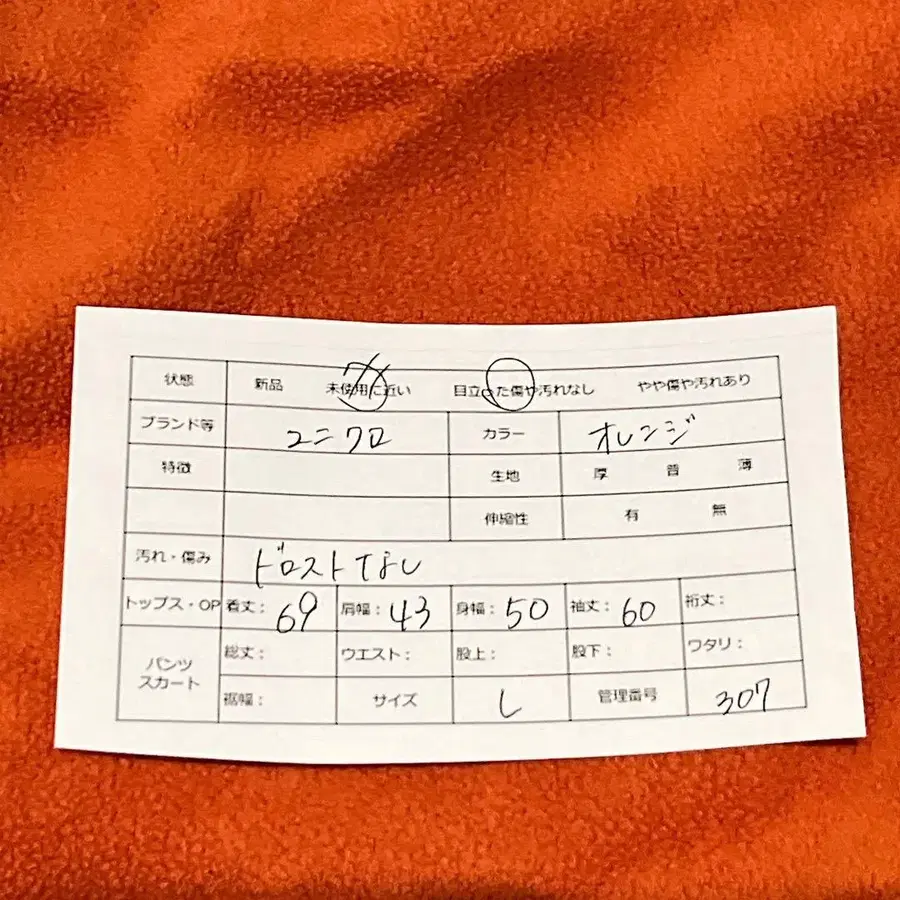 状態 新品 未使用に近い 目立った傷や汚れなし やや傷や汚れあり
ブランド等 ユニクロ カラー オレンジ
特徴 生地 厚 普 薄
伸縮性 有 無
汚れ・傷み ドロストなし
トップス・OP 着丈: 69 肩幅: 43 身幅: 50 袖丈: 60 裄丈:
パンツ スカート 総丈: ウエスト: 股上: 股下: ワタリ:
裾幅: サイズ L 管理番号 307